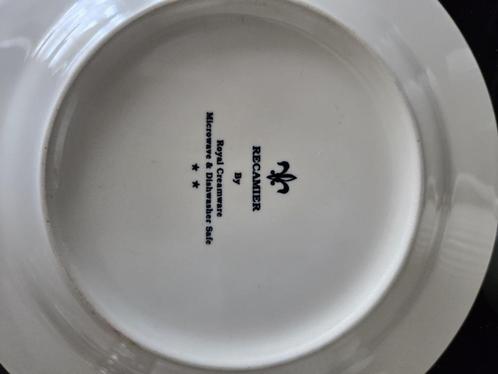 RECAMIER
By
Royal Creamware
Microwave & Dishwasher Safe
★ ★